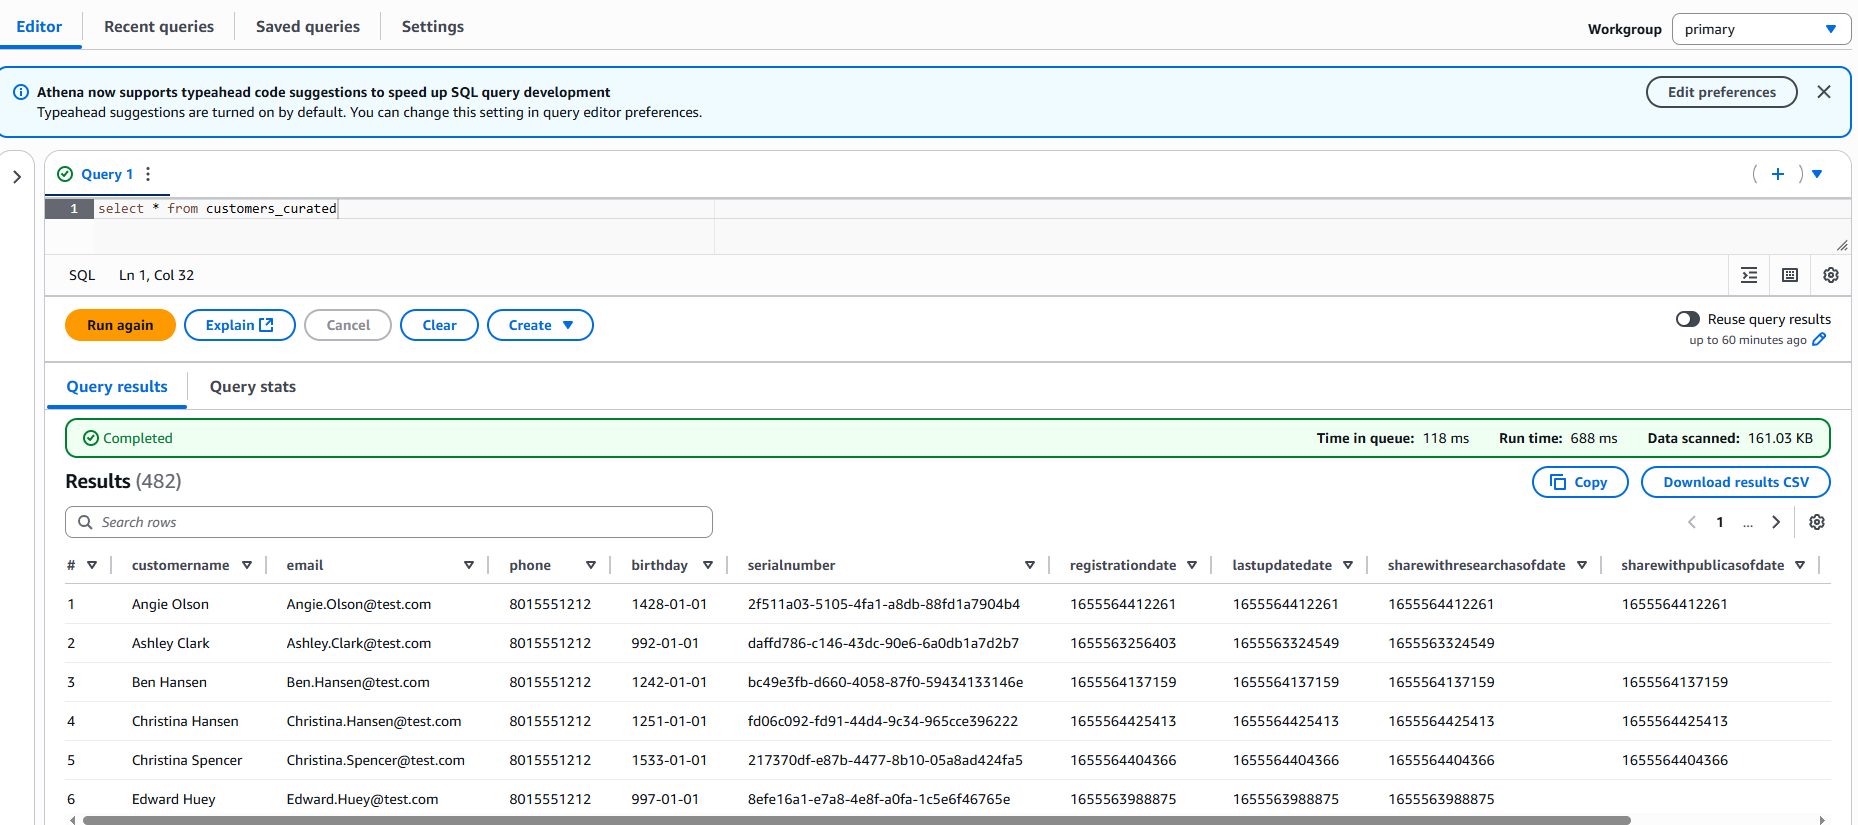 Editor Recent queries Saved queries Settings Workgroup primary
Athena now supports typeahead code suggestions to speed up SQL query development Edit preferences
Typeahead suggestions are turned on by default. You can change this setting in query editor preferences.
Query 1
1 select * from customers_curated
SQL Ln 1, Col 32
Run again Explain Cancel Clear Create Reuse query results
up to 60 minutes ago
Query results Query stats
Completed Time in queue: 118 ms Run time: 688 ms Data scanned: 161.03 KB
Results (482) Copy Download results CSV
Search rows 1 ...
# customername email phone birthday serialnumber registrationdate lastupdatedate sharewithresearchasofdate sharewithpublicasofdate
1 Angie Olson Angie.Olson@test.com 8015551212 1428-01-01 2f511a03-5105-4fa1-a8db-88fd1a7904b4 1655564412261 1655564412261 1655564412261 1655564412261
2 Ashley Clark Ashley.Clark@test.com 8015551212 992-01-01 daffd786-c146-43dc-90e6-6a0db1a7d2b7 1655563256403 1655563324549 1655563324549
3 Ben Hansen Ben.Hansen@test.com 8015551212 1242-01-01 bc49e3fb-d660-4058-87f0-59434133146e 1655564137159 1655564137159 1655564137159 1655564137159
4 Christina Hansen Christina.Hansen@test.com 8015551212 1251-01-01 fd06c092-fd91-44d4-9c34-965cce396222 1655564425413 1655564425413 1655564425413 1655564425413
5 Christina Spencer Christina.Spencer@test.com 8015551212 1533-01-01 217370df-e87b-4477-8b10-05a8ad424fa5 1655564404366 1655564404366 1655564404366 1655564404366
6 Edward Huey Edward.Huey@test.com 8015551212 997-01-01 8efe16a1-e7a8-4e8f-a0fa-1c5e6f46765e 1655563988875 1655563988875 1655563988875